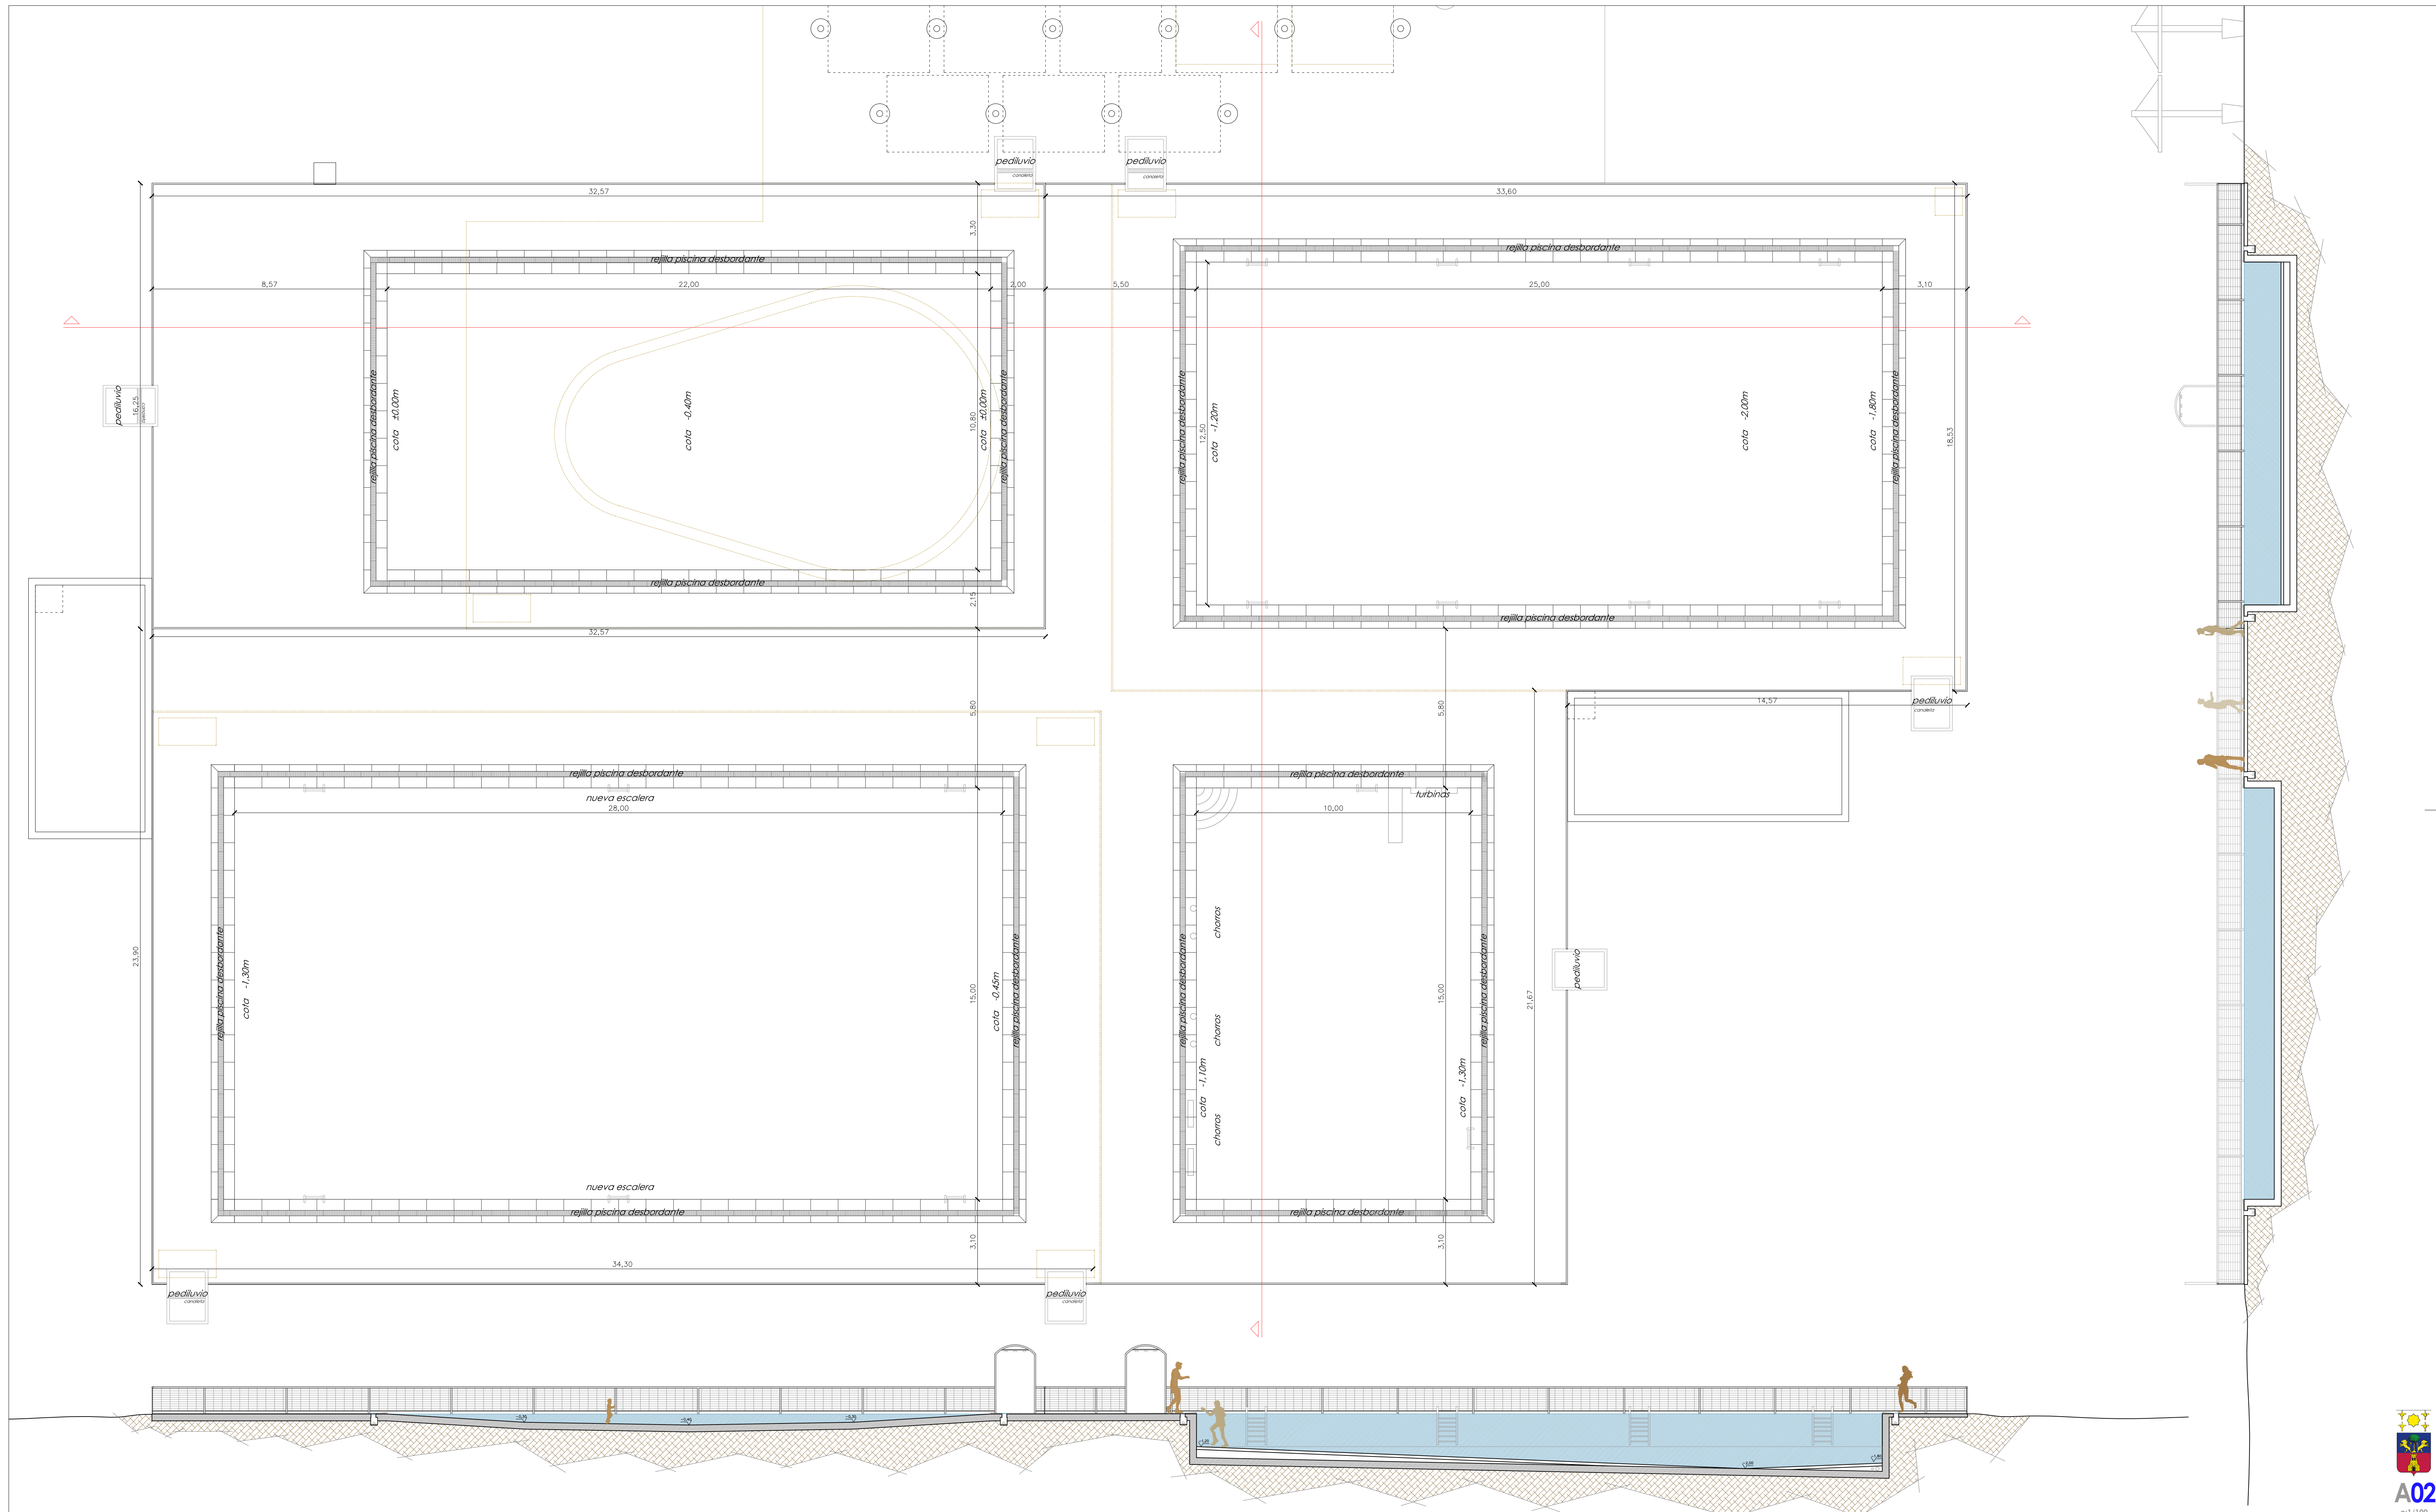 pediluvio
canaleta
pediluvio
canaleta
32,57
33,60
3,30
rejilla piscina desbordante
rejilla piscina desbordante
8,57
22,00
2,00
5,50
25,00
3,10
pediluvio
16,25
rejilla piscina desbordante
cota ±0,00m
cota -0,40m
10,80
cota ±0,00m
rejilla piscina desbordante
rejilla piscina desbordante
12,50
cota -1,20m
cota -2,00m
cota -1,80m
rejilla piscina desbordante
18,53
rejilla piscina desbordante
2,15
rejilla piscina desbordante
32,57
5,80
5,80
14,57
pediluvio
canaleta
rejilla piscina desbordante
nueva escalera
28,00
rejilla piscina desbordante
turbinas
10,00
23,90
rejilla piscina desbordante
cota -1,30m
15,00
cota -0,45m
rejilla piscina desbordante
rejilla piscina desbordante
chorros
chorros
chorros
cota -1,10m
15,00
cota -1,30m
rejilla piscina desbordante
21,67
pediluvio
nueva escalera
rejilla piscina desbordante
rejilla piscina desbordante
3,10
3,10
34,30
pediluvio
canaleta
pediluvio
canaleta
A02